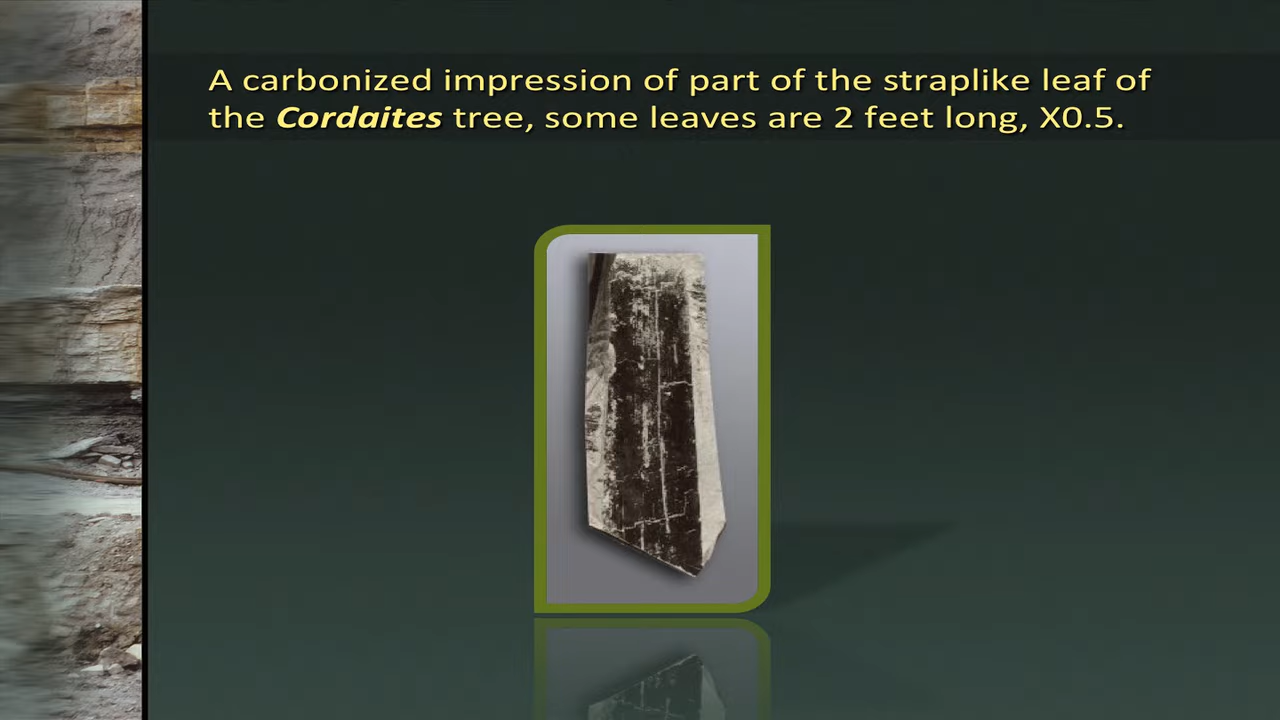 A carbonized impression of part of the straplike leaf of
the Cordaites tree, some leaves are 2 feet long, X0.5.